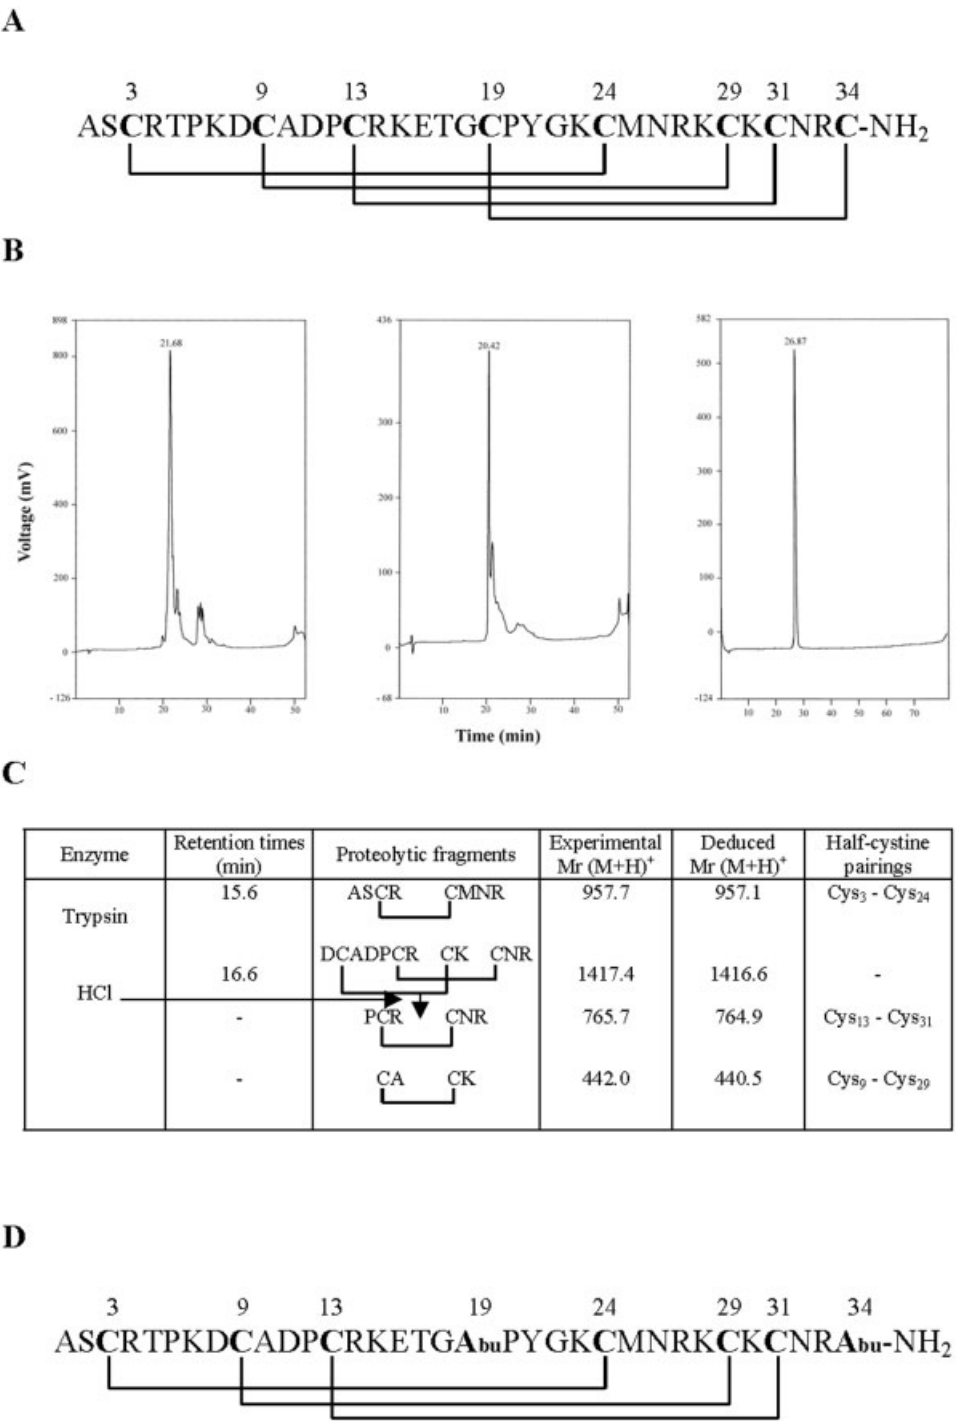 A
3 9 13 19 24 29 31 34
ASCRTPKDCADPCRKETGCPYGKCMNRKCKCNRC-NH2
B
898 800 600 400 200 0 -126
21.68
10 20 30 40 50
436 300 200 100 0 -68
20.42
10 20 30 40 50
582 500 400 300 200 100 0 -124
26.87
10 20 30 40 50 60 70
Voltage (mV)
Time (min)
C
Enzyme Retention times (min) Proteolytic fragments Experimental Mr (M+H)+ Deduced Mr (M+H)+ Half-cystine pairings
Trypsin 15.6 ASCR CMNR 957.7 957.1 Cys3 - Cys24
DCADPCR CK CNR
16.6 1417.4 1416.6 -
HCl
- PCR CNR 765.7 764.9 Cys13 - Cys31
- CA CK 442.0 440.5 Cys9 - Cys29
D
3 9 13 19 24 29 31 34
ASCRTPKDCADPCRKETGAbuPYGKCMNRKCKCNRAbu-NH2